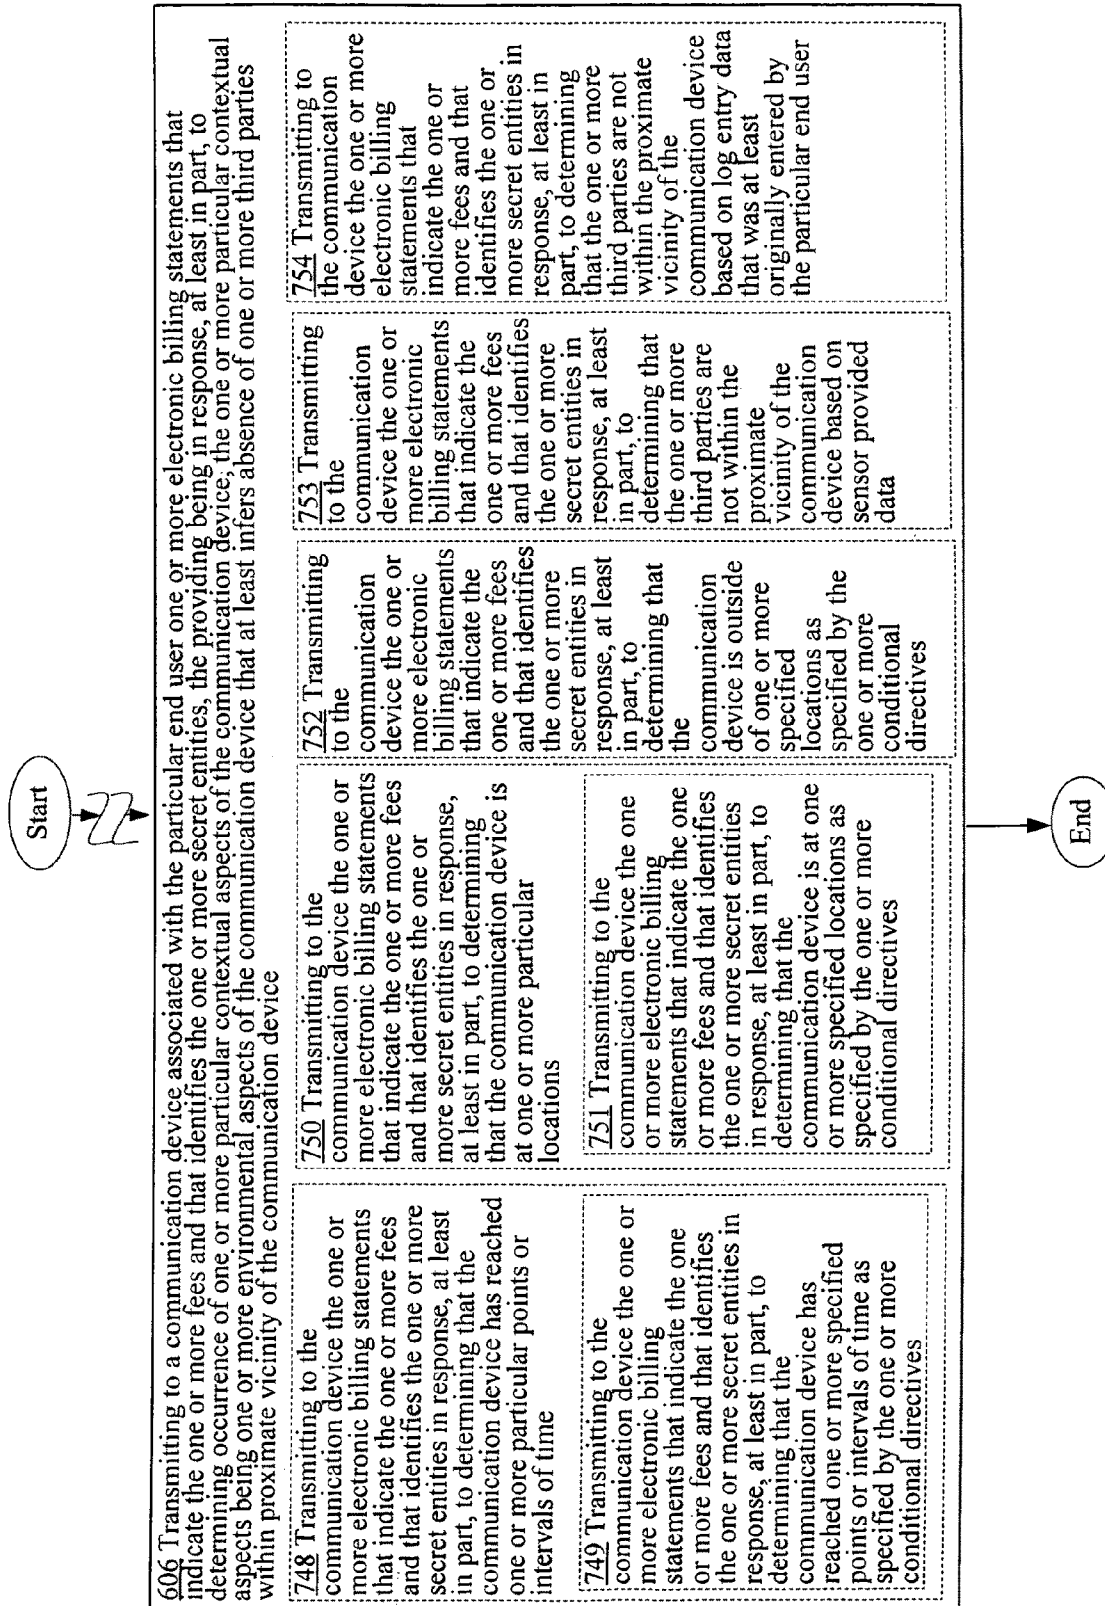 Start
606 Transmitting to a communication device associated with the particular end user one or more electronic billing statements that
indicate the one or more fees and that identifies the one or more secret entities, the providing being in response, at least in part, to
determining occurrence of one or more particular contextual aspects of the communication device, the one or more particular contextual
aspects being one or more environmental aspects of the communication device that at least infers absence of one or more third parties
within proximate vicinity of the communication device
748 Transmitting to the
communication device the one or
more electronic billing statements
that indicate the one or more fees
and that identifies the one or more
secret entities in response, at least
in part, to determining that the
communication device has reached
one or more particular points or
intervals of time
749 Transmitting to the
communication device the one or
more electronic billing
statements that indicate the one
or more fees and that identifies
the one or more secret entities in
response, at least in part, to
determining that the
communication device has
reached one or more specified
points or intervals of time as
specified by the one or more
conditional directives
750 Transmitting to the
communication device the one or
more electronic billing statements
that indicate the one or more fees
and that identifies the one or
more secret entities in response,
at least in part, to determining
that the communication device is
at one or more particular
locations
751 Transmitting to the
communication device the one
or more electronic billing
statements that indicate the one
or more fees and that identifies
the one or more secret entities
in response, at least in part, to
determining that the
communication device is at one
or more specified locations as
specified by the one or more
conditional directives
752 Transmitting
to the
communication
device the one or
more electronic
billing statements
that indicate the
one or more fees
and that identifies
the one or more
secret entities in
response, at least
in part, to
determining that
the
communication
device is outside
of one or more
specified
locations as
specified by the
one or more
conditional
directives
753 Transmitting
to the
communication
device the one or
more electronic
billing statements
that indicate the
one or more fees
and that identifies
the one or more
secret entities in
response, at least
in part, to
determining that
the one or more
third parties are
not within the
proximate
vicinity of the
communication
device based on
sensor provided
data
754 Transmitting to
the communication
device the one or more
electronic billing
statements that
indicate the one or
more fees and that
identifies the one or
more secret entities in
response, at least in
part, to determining
that the one or more
third parties are not
within the proximate
vicinity of the
communication device
based on log entry data
that was at least
originally entered by
the particular end user
End